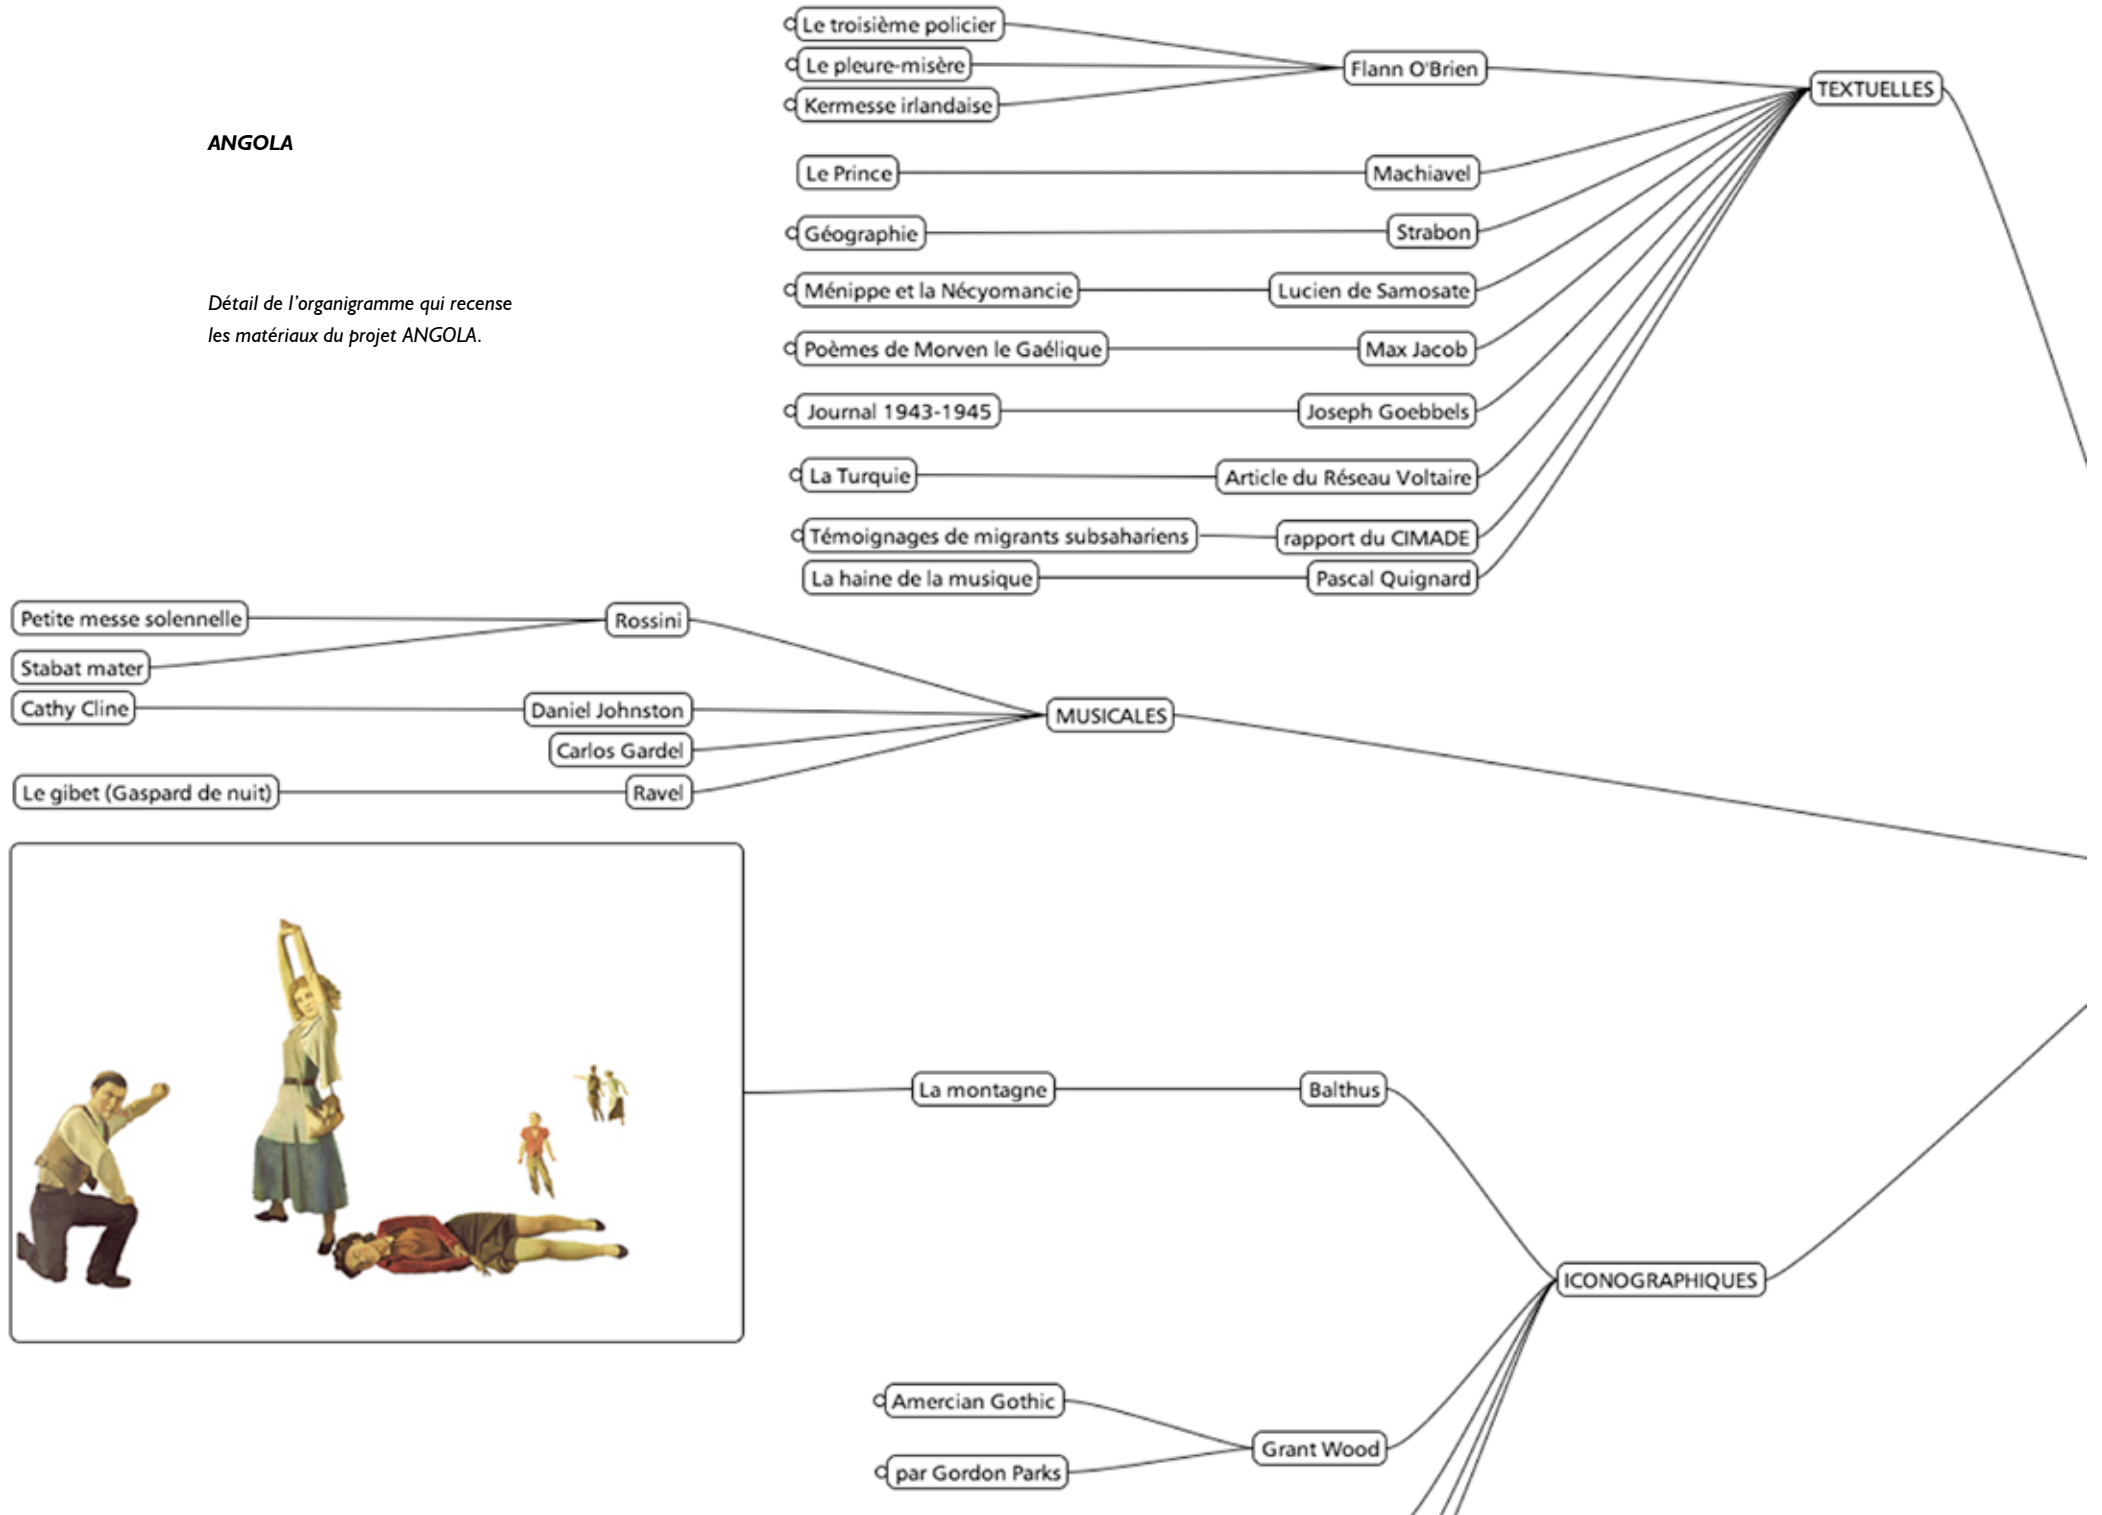 ANGOLA
Détail de l’organigramme qui recense
les matériaux du projet ANGOLA.
Le troisième policier
Le pleure-misère
Kermesse irlandaise
Flann O'Brien
TEXTUELLES
Le Prince
Machiavel
Géographie
Strabon
Ménippe et la Nécyomancie
Lucien de Samosate
Poèmes de Morven le Gaélique
Max Jacob
Journal 1943-1945
Joseph Goebbels
La Turquie
Article du Réseau Voltaire
Témoignages de migrants subsahariens
rapport du CIMADE
La haine de la musique
Pascal Quignard
Petite messe solennelle
Stabat mater
Rossini
Cathy Cline
Daniel Johnston
MUSICALES
Carlos Gardel
Le gibet (Gaspard de nuit)
Ravel
La montagne
Balthus
ICONOGRAPHIQUES
Amercian Gothic
par Gordon Parks
Grant Wood